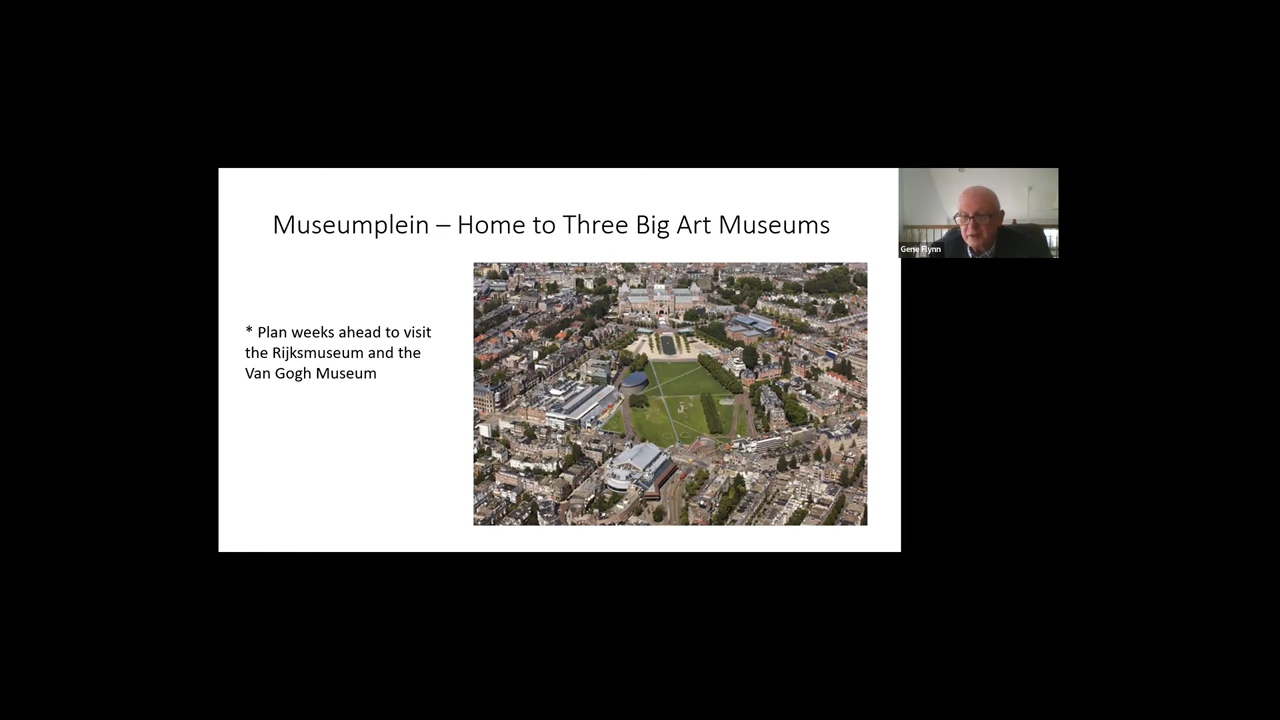 Museumplein – Home to Three Big Art Museums
Gene Flynn
* Plan weeks ahead to visit
the Rijksmuseum and the
Van Gogh Museum